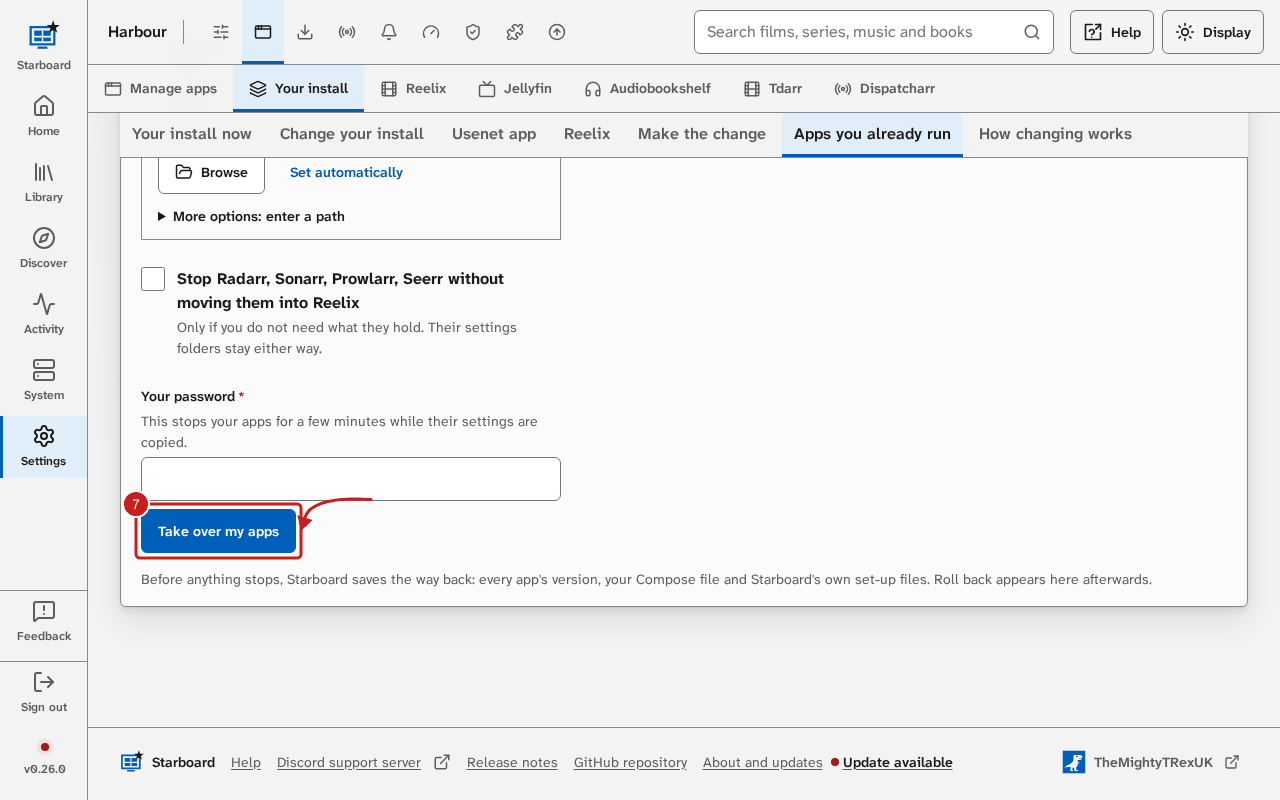 Starboard
Home
Library
Discover
Activity
System
Settings
Feedback
Sign out
v0.26.0
Harbour
Search films, series, music and books
Help
Display
Manage apps
Your install
Reelix
Jellyfin
Audiobookshelf
Tdarr
Dispatcharr
Your install now
Change your install
Usenet app
Reelix
Make the change
Apps you already run
How changing works
Browse
Set automatically
More options: enter a path
Stop Radarr, Sonarr, Prowlarr, Seerr without
moving them into Reelix
Only if you do not need what they hold. Their settings
folders stay either way.
Your password *
This stops your apps for a few minutes while their settings are
copied.
7
Take over my apps
Before anything stops, Starboard saves the way back: every app's version, your Compose file and Starboard's own set-up files. Roll back appears here afterwards.
Starboard
Help
Discord support server
Release notes
GitHub repository
About and updates
Update available
TheMightyTRexUK